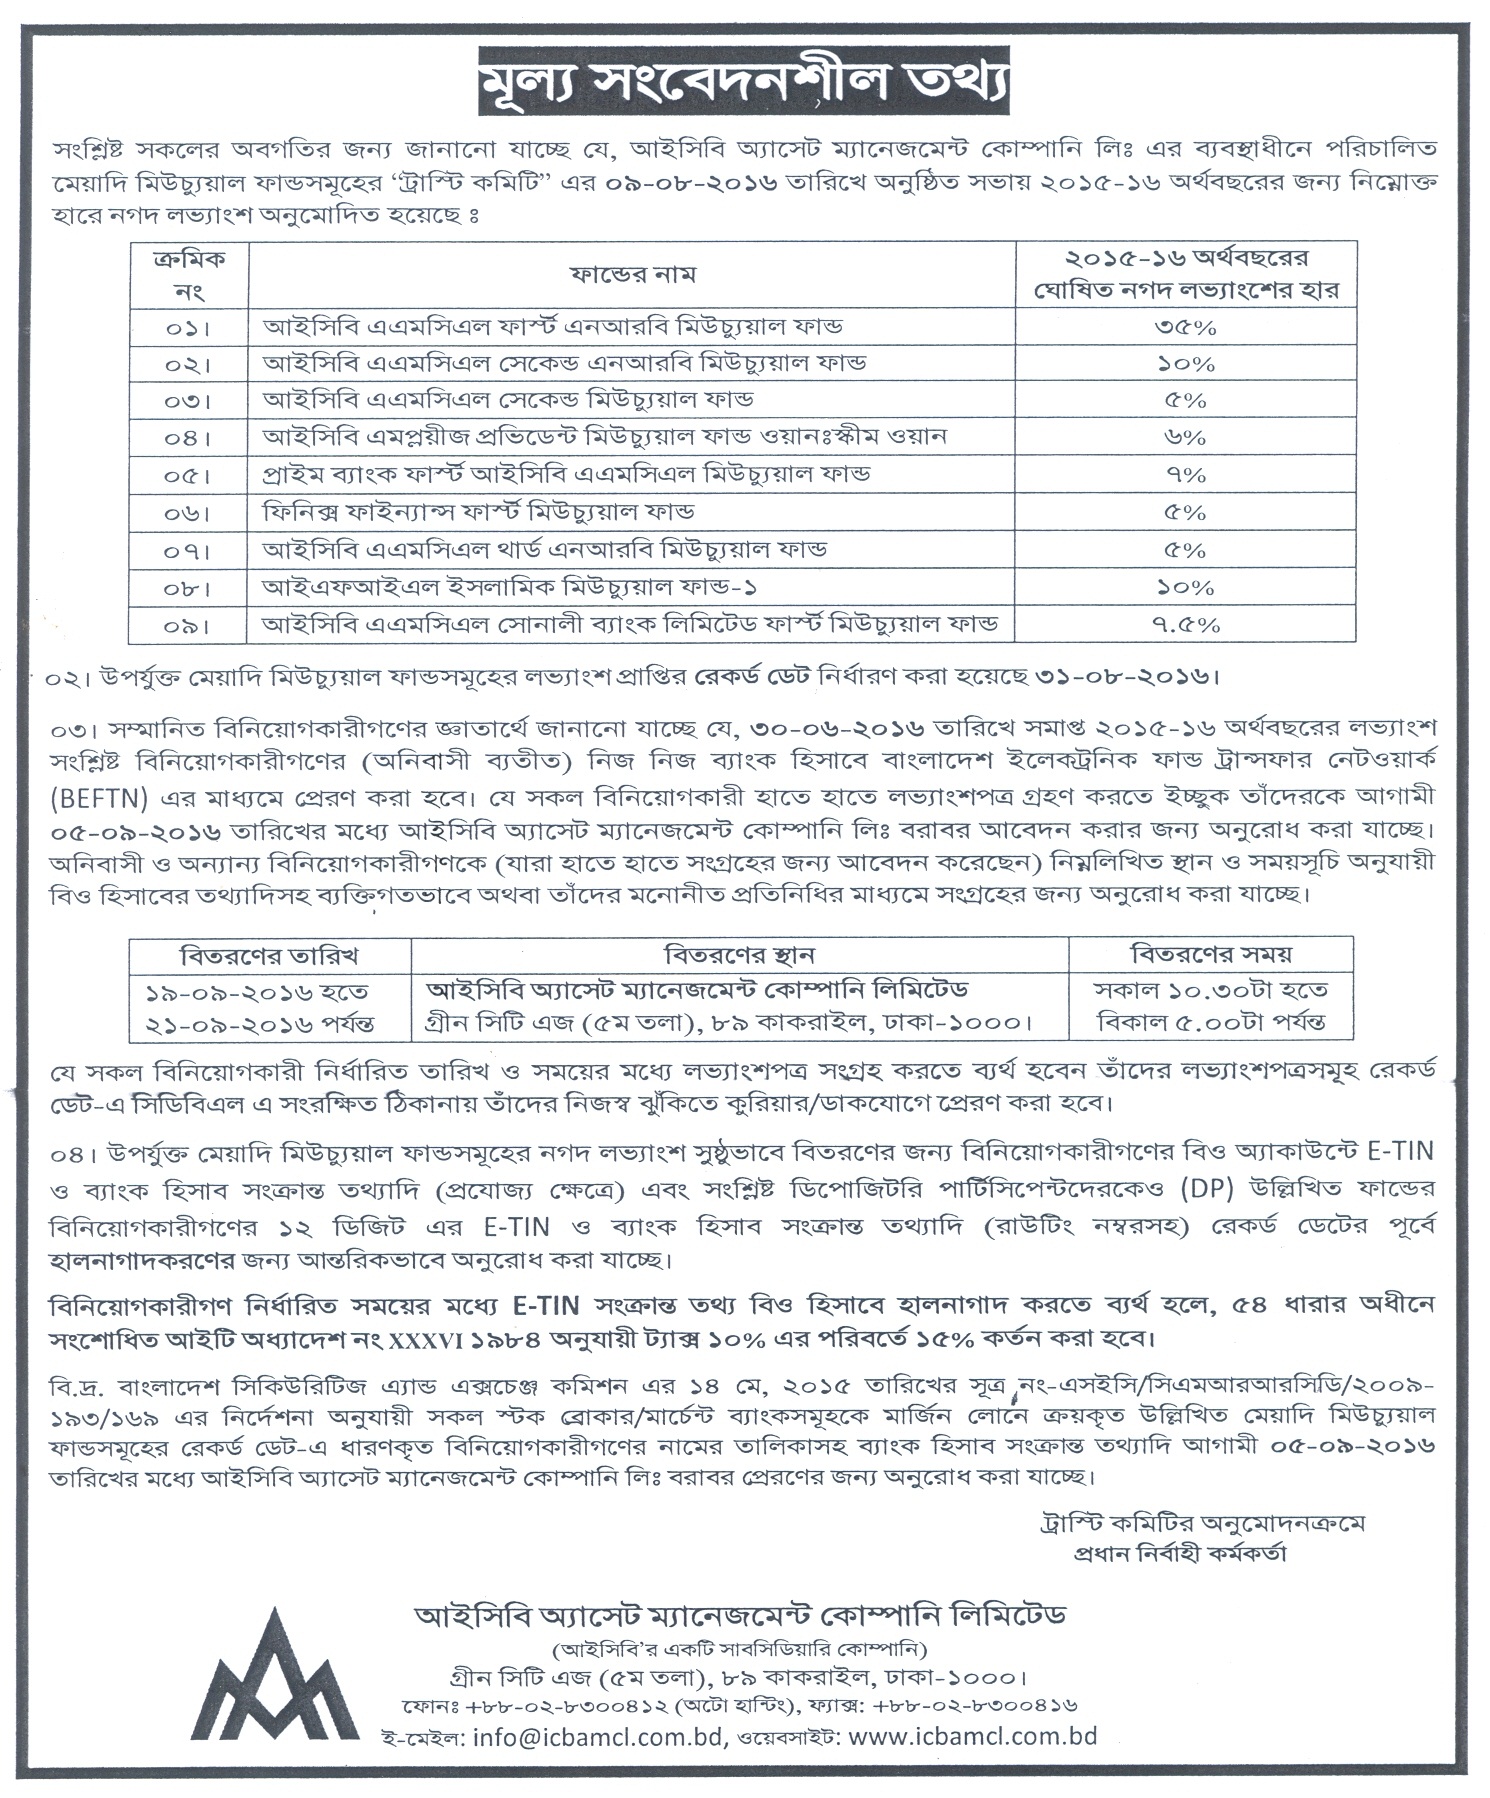 মূল্য সংবেদনশীল তথ্য
সংশ্লিষ্ট সকলের অবগতির জন্য জানানো যাচ্ছে যে, আইসিবি অ্যাসেট ম্যানেজমেন্ট কোম্পানি লিঃ এর ব্যবস্থাধীনে পরিচালিত
মেয়াদি মিউচ্যুয়াল ফান্ডসমূহের “ট্রাস্টি কমিটি” এর ০৯-০৮-২০১৬ তারিখে অনুষ্ঠিত সভায় ২০১৫-১৬ অর্থবছরের জন্য নিম্নোক্ত
হারে নগদ লভ্যাংশ অনুমোদিত হয়েছে ঃ
ক্রমিক নং ফান্ডের নাম ২০১৫-১৬ অর্থবছরের ঘোষিত নগদ লভ্যাংশের হার
০১। আইসিবি এএমসিএল ফার্স্ট এনআরবি মিউচ্যুয়াল ফান্ড ৩৫%
০২। আইসিবি এএমসিএল সেকেন্ড এনআরবি মিউচ্যুয়াল ফান্ড ১০%
০৩। আইসিবি এএমসিএল সেকেন্ড মিউচ্যুয়াল ফান্ড ৫%
০৪। আইসিবি এমপ্লয়ীজ প্রভিডেন্ট মিউচ্যুয়াল ফান্ড ওয়ানঃস্কীম ওয়ান ৬%
০৫। প্রাইম ব্যাংক ফার্স্ট আইসিবি এএমসিএল মিউচ্যুয়াল ফান্ড ৭%
০৬। ফিনিক্স ফাইন্যান্স ফার্স্ট মিউচ্যুয়াল ফান্ড ৫%
০৭। আইসিবি এএমসিএল থার্ড এনআরবি মিউচ্যুয়াল ফান্ড ৫%
০৮। আইএফআইএল ইসলামিক মিউচ্যুয়াল ফান্ড-১ ১০%
০৯। আইসিবি এএমসিএল সোনালী ব্যাংক লিমিটেড ফার্স্ট মিউচ্যুয়াল ফান্ড ৭.৫%
০২। উপর্যুক্ত মেয়াদি মিউচ্যুয়াল ফান্ডসমূহের লভ্যাংশ প্রাপ্তির রেকর্ড ডেট নির্ধারণ করা হয়েছে ৩১-০৮-২০১৬।
০৩। সম্মানিত বিনিয়োগকারীগণের জ্ঞাতার্থে জানানো যাচ্ছে যে, ৩০-০৬-২০১৬ তারিখে সমাপ্ত ২০১৫-১৬ অর্থবছরের লভ্যাংশ
সংশ্লিষ্ট বিনিয়োগকারীগণের (অনিবাসী ব্যতীত) নিজ নিজ ব্যাংক হিসাবে বাংলাদেশ ইলেকট্রনিক ফান্ড ট্রান্সফার নেটওয়ার্ক
(BEFTN) এর মাধ্যমে প্রেরণ করা হবে। যে সকল বিনিয়োগকারী হাতে হাতে লভ্যাংশপত্র গ্রহণ করতে ইচ্ছুক তাঁদেরকে আগামী
০৫-০৯-২০১৬ তারিখের মধ্যে আইসিবি অ্যাসেট ম্যানেজমেন্ট কোম্পানি লিঃ বরাবর আবেদন করার জন্য অনুরোধ করা যাচ্ছে।
অনিবাসী ও অন্যান্য বিনিয়োগকারীগণকে (যারা হাতে হাতে সংগ্রহের জন্য আবেদন করেছেন) নিম্নলিখিত স্থান ও সময়সূচি অনুযায়ী
বিও হিসাবের তথ্যাদিসহ ব্যক্তিগতভাবে অথবা তাঁদের মনোনীত প্রতিনিধির মাধ্যমে সংগ্রহের জন্য অনুরোধ করা যাচ্ছে।
বিতরণের তারিখ বিতরণের স্থান বিতরণের সময়
১৯-০৯-২০১৬ হতে আইসিবি অ্যাসেট ম্যানেজমেন্ট কোম্পানি লিমিটেড সকাল ১০.৩০টা হতে
২১-০৯-২০১৬ পর্যন্ত গ্রীন সিটি এজ (৫ম তলা), ৮৯ কাকরাইল, ঢাকা-১০০০। বিকাল ৫.০০টা পর্যন্ত
যে সকল বিনিয়োগকারী নির্ধারিত তারিখ ও সময়ের মধ্যে লভ্যাংশপত্র সংগ্রহ করতে ব্যর্থ হবেন তাঁদের লভ্যাংশপত্রসমূহ রেকর্ড
ডেট-এ সিডিবিএল এ সংরক্ষিত ঠিকানায় তাঁদের নিজস্ব ঝুঁকিতে কুরিয়ার/ডাকযোগে প্রেরণ করা হবে।
০৪। উপর্যুক্ত মেয়াদি মিউচ্যুয়াল ফান্ডসমূহের নগদ লভ্যাংশ সুষ্ঠুভাবে বিতরণের জন্য বিনিয়োগকারীগণের বিও অ্যাকাউন্টে E-TIN
ও ব্যাংক হিসাব সংক্রান্ত তথ্যাদি (প্রযোজ্য ক্ষেত্রে) এবং সংশ্লিষ্ট ডিপোজিটরি পার্টিসিপেন্টদেরকেও (DP) উল্লিখিত ফান্ডের
বিনিয়োগকারীগণের ১২ ডিজিট এর E-TIN ও ব্যাংক হিসাব সংক্রান্ত তথ্যাদি (রাউটিং নম্বরসহ) রেকর্ড ডেটের পূর্বে
হালনাগাদকরণের জন্য আন্তরিকভাবে অনুরোধ করা যাচ্ছে।
বিনিয়োগকারীগণ নির্ধারিত সময়ের মধ্যে E-TIN সংক্রান্ত তথ্য বিও হিসাবে হালনাগাদ করতে ব্যর্থ হলে, ৫৪ ধারার অধীনে
সংশোধিত আইটি অধ্যাদেশ নং XXXVI ১৯৮৪ অনুযায়ী ট্যাক্স ১০% এর পরিবর্তে ১৫% কর্তন করা হবে।
বি.দ্র. বাংলাদেশ সিকিউরিটিজ এ্যান্ড এক্সচেঞ্জ কমিশন এর ১৪ মে, ২০১৫ তারিখের সূত্র নং-এসইসি/সিএমআরআরসিডি/২০০৯-
১৯৩/১৬৯ এর নির্দেশনা অনুযায়ী সকল স্টক ব্রোকার/মার্চেন্ট ব্যাংকসমূহকে মার্জিন লোনে ক্রয়কৃত উল্লিখিত মেয়াদি মিউচ্যুয়াল
ফান্ডসমূহের রেকর্ড ডেট-এ ধারণকৃত বিনিয়োগকারীগণের নামের তালিকাসহ ব্যাংক হিসাব সংক্রান্ত তথ্যাদি আগামী ০৫-০৯-২০১৬
তারিখের মধ্যে আইসিবি অ্যাসেট ম্যানেজমেন্ট কোম্পানি লিঃ বরাবর প্রেরণের জন্য অনুরোধ করা যাচ্ছে।
ট্রাস্টি কমিটির অনুমোদনক্রমে
প্রধান নির্বাহী কর্মকর্তা
আইসিবি অ্যাসেট ম্যানেজমেন্ট কোম্পানি লিমিটেড
(আইসিবি'র একটি সাবসিডিয়ারি কোম্পানি)
গ্রীন সিটি এজ (৫ম তলা), ৮৯ কাকরাইল, ঢাকা-১০০০।
ফোনঃ +৮৮-০২-৮৩০০৪১২ (অটো হান্টিং), ফ্যাক্স: +৮৮-০২-৮৩০০৪১৬
ই-মেইল: info@icbamcl.com.bd, ওয়েবসাইট: www.icbamcl.com.bd